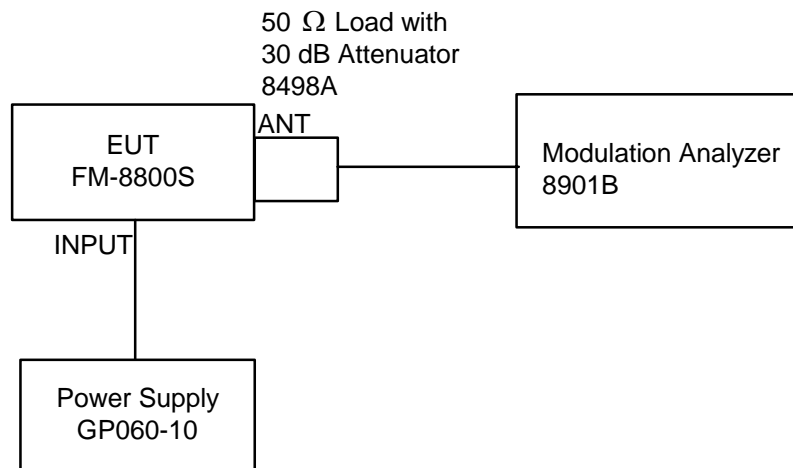 50 Ω Load with
30 dB Attenuator
8498A
ANT
EUT
FM-8800S
Modulation Analyzer
8901B
INPUT
Power Supply
GP060-10